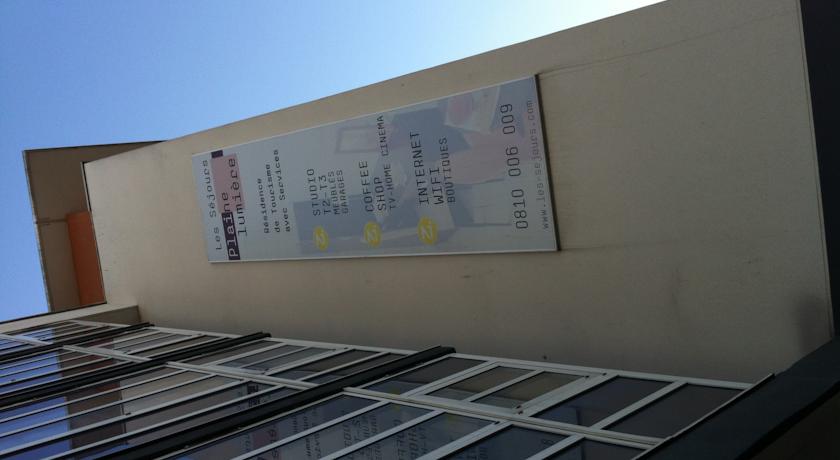 Les Séjours
Plaine
lumière
Résidence
de Tourisme
avec Services
STUDIO
T2-T3
MEUBLÉS
GARAGES
COFFEE
SHOP
TV-HOME CINEMA
INTERNET
WIFI
BOUTIQUES
0810 006 009
www.les-sejours.com